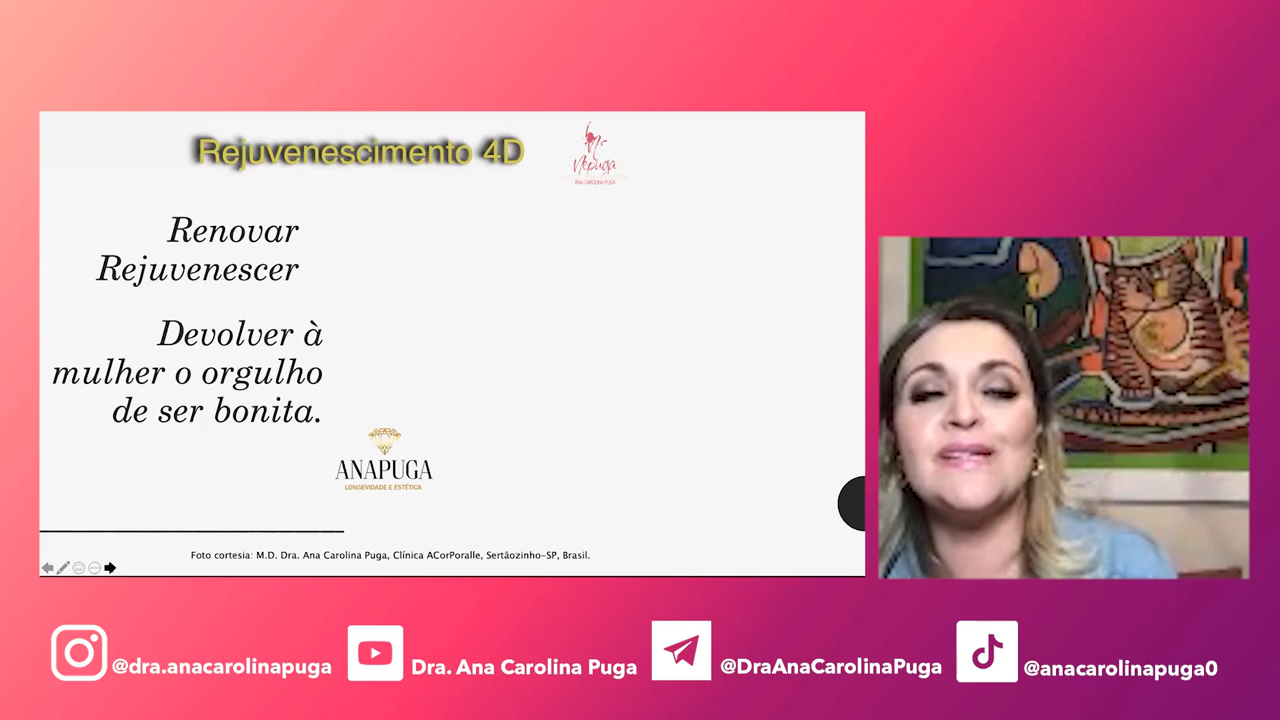 Rejuvenescimento 4D
Nepuga
ANA CAROLINA PUGA
Renovar
Rejuvenescer
Devolver à
mulher o orgulho
de ser bonita.
ANAPUGA
LONGEVIDADE E ESTÉTICA
Foto cortesia: M.D. Dra. Ana Carolina Puga, Clínica ACorPoralle, Sertãozinho-SP, Brasil.
@dra.anacarolinapuga
Dra. Ana Carolina Puga
@DraAnaCarolinaPuga
@anacarolinapuga0